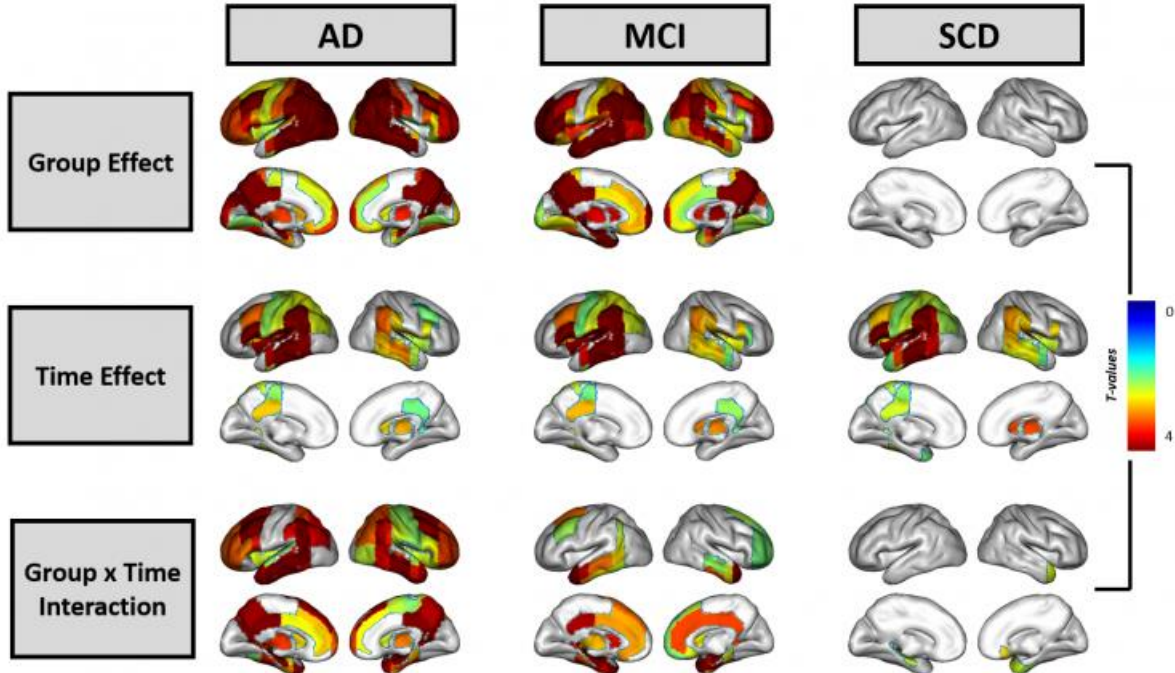 AD
MCI
SCD
Group Effect
Time Effect
Group x Time
Interaction
0
T-values
4